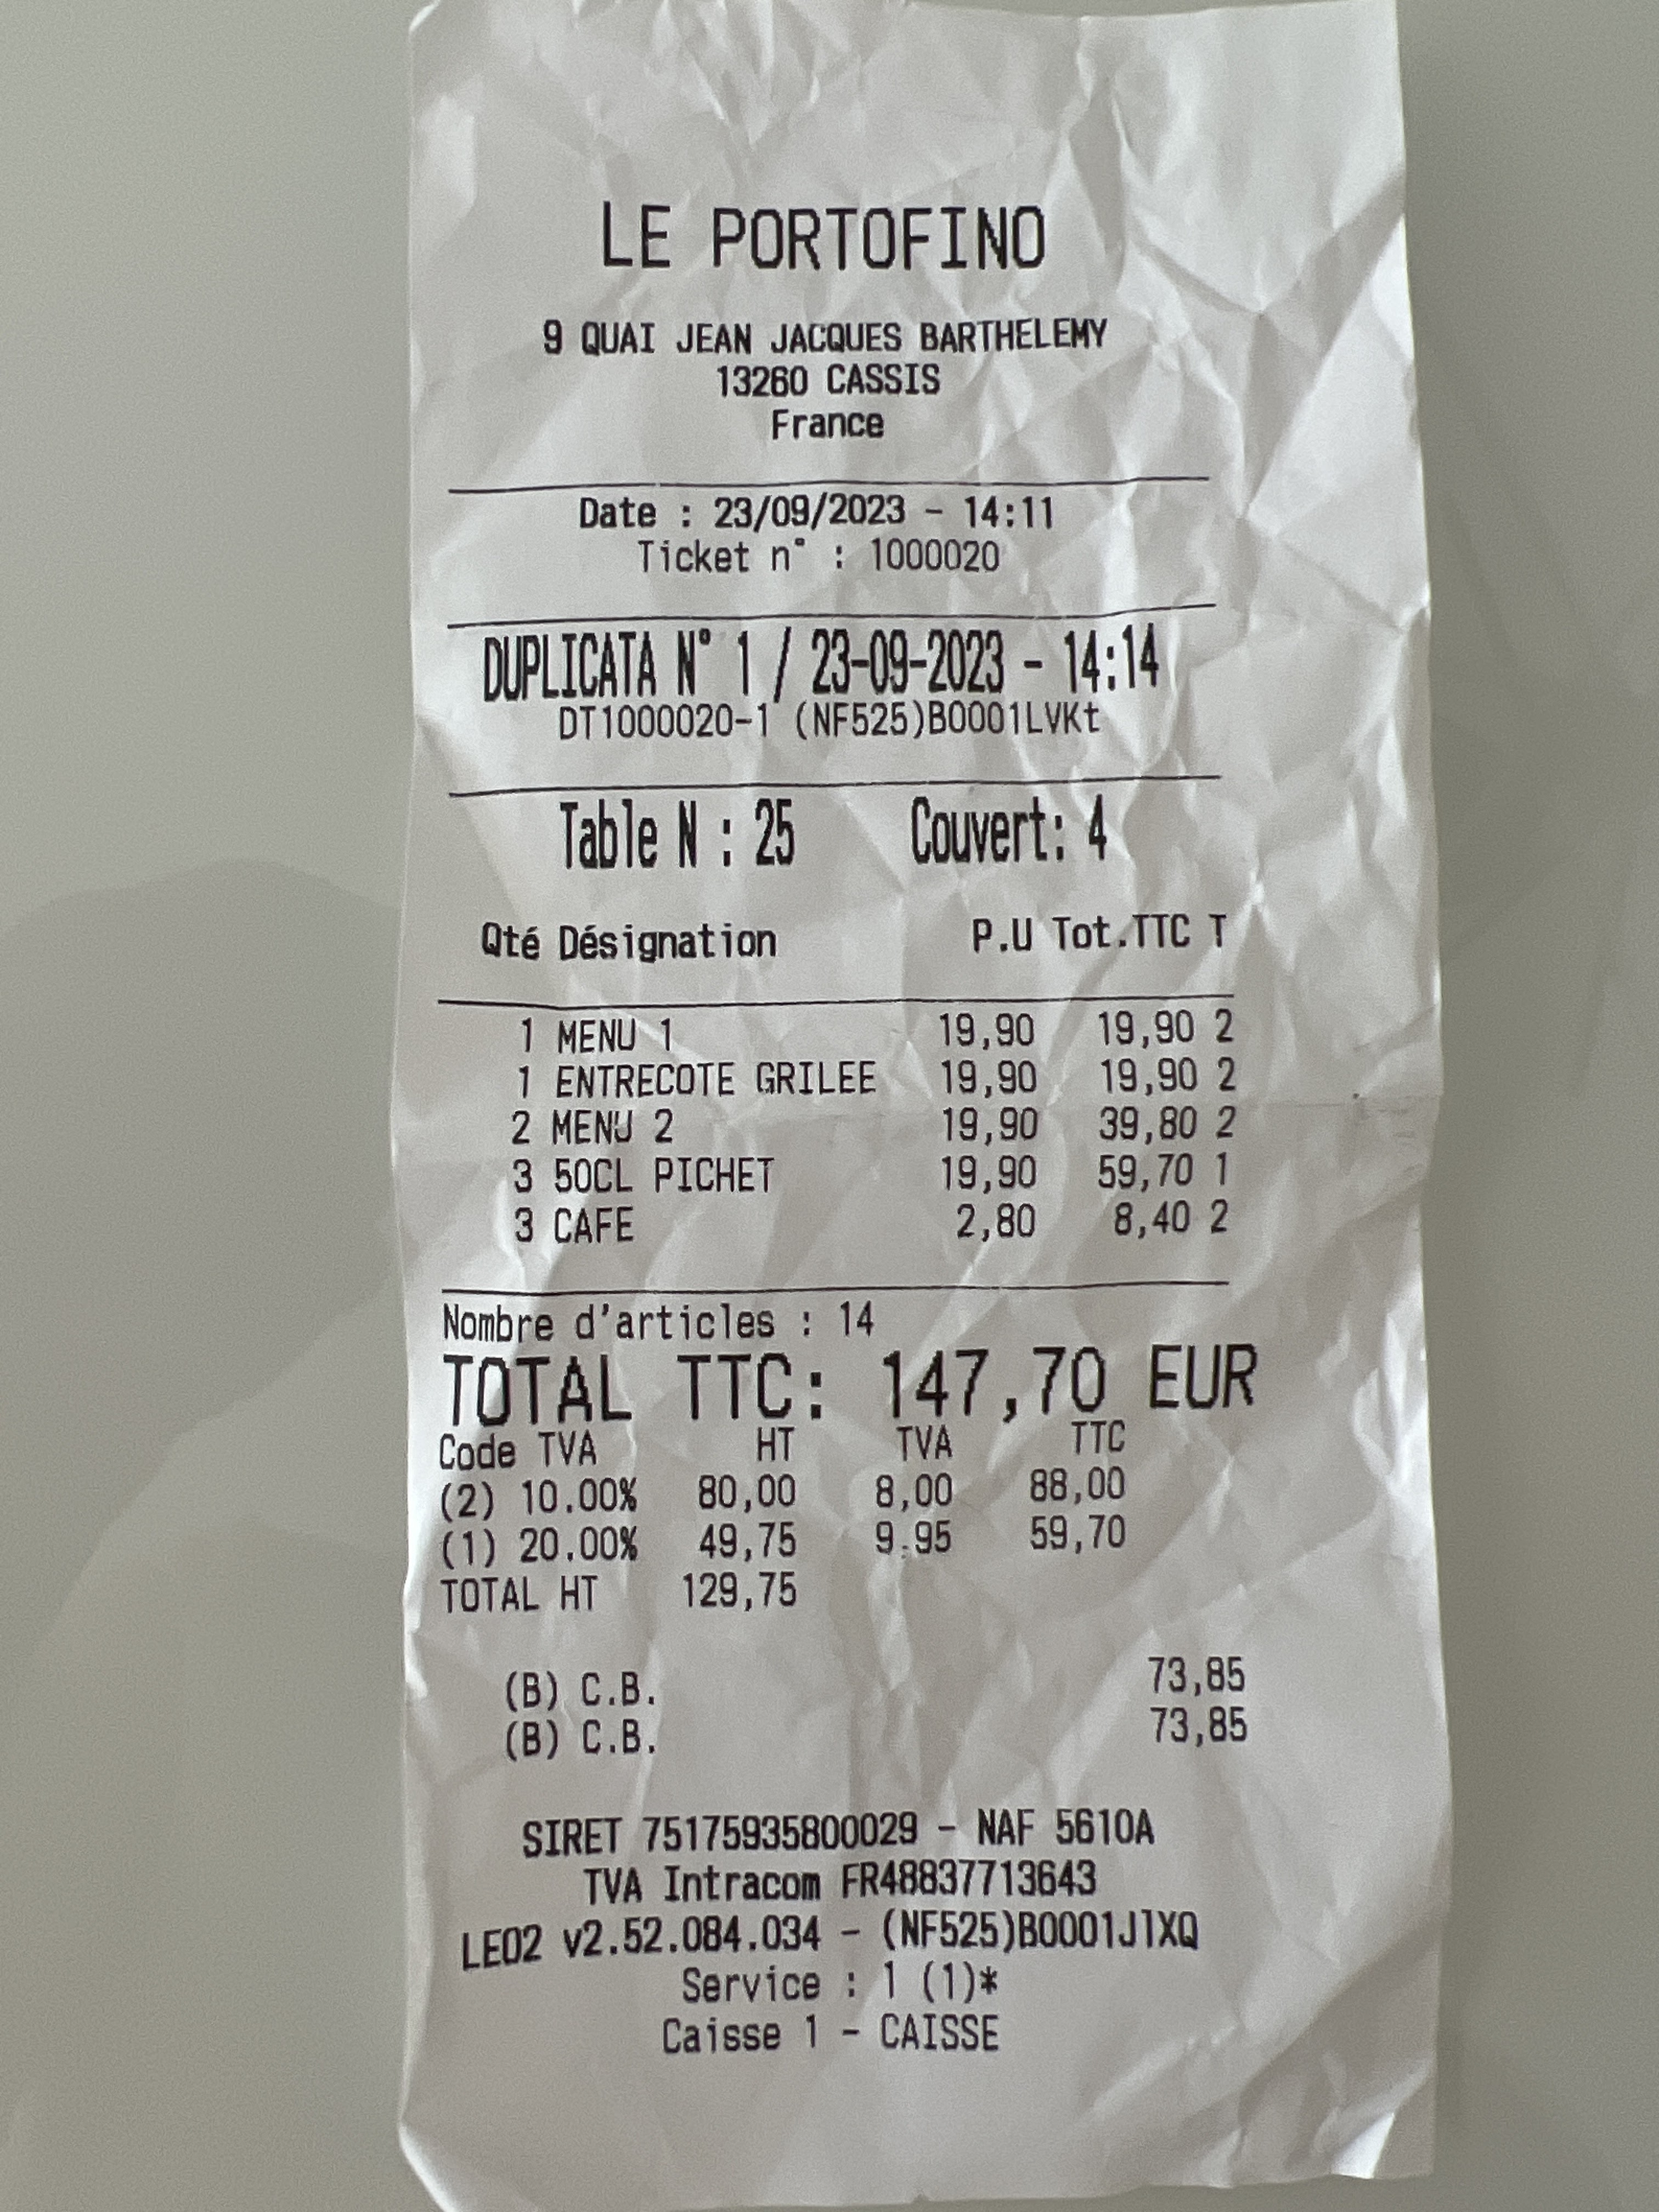 LE PORTOFINO
9 QUAI JEAN JACQUES BARTHELEMY
13260 CASSIS
France
Date : 23/09/2023 - 14:11
Ticket n° : 1000020
DUPLICATA N° 1 / 23-09-2023 - 14:14
DT1000020-1 (NF525)B0001LVKt
Table N : 25 Couvert: 4
Qté Désignation P.U Tot.TTC T
1 MENU 1 19,90 19,90 2
1 ENTRECOTE GRILEE 19,90 19,90 2
2 MENU 2 19,90 39,80 2
3 50CL PICHET 19,90 59,70 1
3 CAFE 2,80 8,40 2
Nombre d'articles : 14
TOTAL TTC: 147,70 EUR
Code TVA HT TVA TTC
(2) 10.00% 80,00 8,00 88,00
(1) 20.00% 49,75 9,95 59,70
TOTAL HT 129,75
(B) C.B. 73,85
(B) C.B. 73,85
SIRET 75175935800029 - NAF 5610A
TVA Intracom FR48837713643
LEO2 v2.52.084.034 - (NF525)B0001JlXQ
Service : 1 (1)*
Caisse 1 - CAISSE